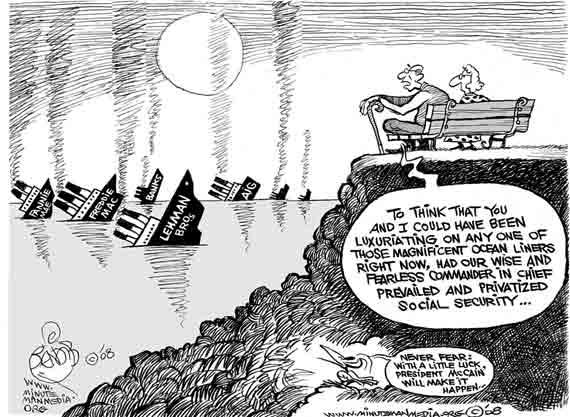 FANNIE MAE
FREDDIE MAC
BANKS
LEHMAN BROS
AIG
TO THINK THAT YOU
AND I COULD HAVE BEEN
LUXURIATING ON ANY ONE OF
THOSE MAGNIFICENT OCEAN LINERS
RIGHT NOW, HAD OUR WISE AND
FEARLESS COMMANDER IN CHIEF
PREVAILED AND PRIVATIZED
SOCIAL SECURITY...
NEVER FEAR:
WITH A LITTLE LUCK,
PRESIDENT McCAIN
WILL MAKE IT
HAPPEN...
BENDIB
©'08
WWW.
MINUTE
MANMEDIA.
ORG
WWW.MINUTEMANMEDIA.ORG ©'08